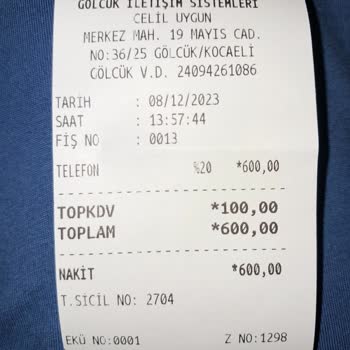 GÖLCÜK İLETİŞİM SİSTEMLERİ
CELİL UYGUN
MERKEZ MAH. 19 MAYIS CAD.
NO:36/25 GÖLCÜK/KOCAELİ
GÖLCÜK V.D. 24094261086
TARİH : 08/12/2023
SAAT : 13:57:44
FİŞ NO : 0013
TELEFON %20 *600,00
TOPKDV *100,00
TOPLAM *600,00
NAKİT *600,00
T.SİCİL NO: 2704
EKÜ NO:0001 Z NO:1298